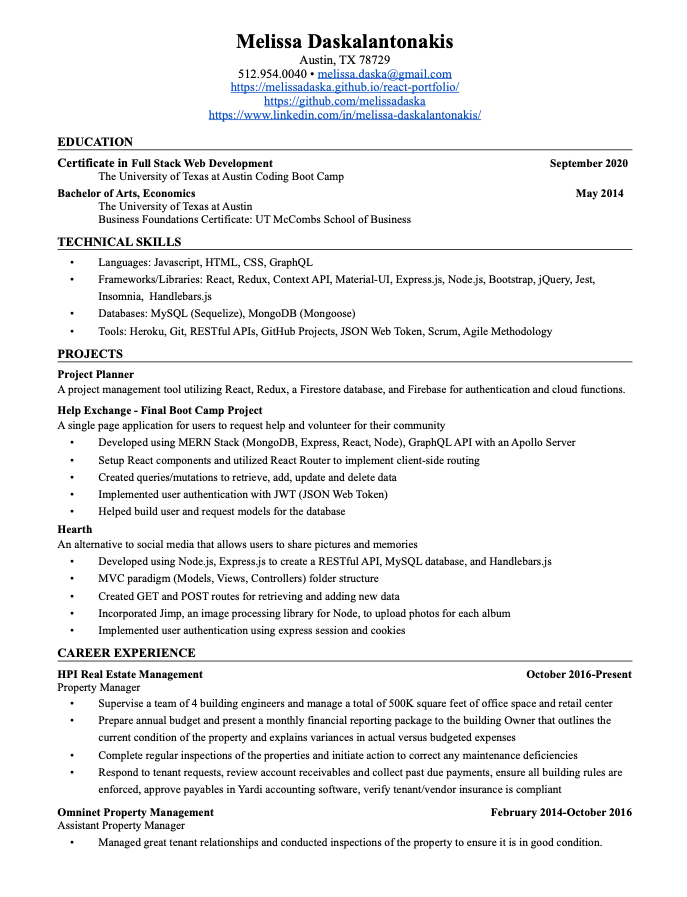 Melissa Daskalantonakis
Austin, TX 78729
512.954.0040 • melissa.daska@gmail.com
https://melissadaska.github.io/react-portfolio/
https://github.com/melissadaska
https://www.linkedin.com/in/melissa-daskalantonakis/
EDUCATION
Certificate in Full Stack Web Development September 2020
The University of Texas at Austin Coding Boot Camp
Bachelor of Arts, Economics May 2014
The University of Texas at Austin
Business Foundations Certificate: UT McCombs School of Business
TECHNICAL SKILLS
• Languages: Javascript, HTML, CSS, GraphQL
• Frameworks/Libraries: React, Redux, Context API, Material-UI, Express.js, Node.js, Bootstrap, jQuery, Jest,
Insomnia, Handlebars.js
• Databases: MySQL (Sequelize), MongoDB (Mongoose)
• Tools: Heroku, Git, RESTful APIs, GitHub Projects, JSON Web Token, Scrum, Agile Methodology
PROJECTS
Project Planner
A project management tool utilizing React, Redux, a Firestore database, and Firebase for authentication and cloud functions.
Help Exchange - Final Boot Camp Project
A single page application for users to request help and volunteer for their community
• Developed using MERN Stack (MongoDB, Express, React, Node), GraphQL API with an Apollo Server
• Setup React components and utilized React Router to implement client-side routing
• Created queries/mutations to retrieve, add, update and delete data
• Implemented user authentication with JWT (JSON Web Token)
• Helped build user and request models for the database
Hearth
An alternative to social media that allows users to share pictures and memories
• Developed using Node.js, Express.js to create a RESTful API, MySQL database, and Handlebars.js
• MVC paradigm (Models, Views, Controllers) folder structure
• Created GET and POST routes for retrieving and adding new data
• Incorporated Jimp, an image processing library for Node, to upload photos for each album
• Implemented user authentication using express session and cookies
CAREER EXPERIENCE
HPI Real Estate Management October 2016-Present
Property Manager
• Supervise a team of 4 building engineers and manage a total of 500K square feet of office space and retail center
• Prepare annual budget and present a monthly financial reporting package to the building Owner that outlines the
current condition of the property and explains variances in actual versus budgeted expenses
• Complete regular inspections of the properties and initiate action to correct any maintenance deficiencies
• Respond to tenant requests, review account receivables and collect past due payments, ensure all building rules are
enforced, approve payables in Yardi accounting software, verify tenant/vendor insurance is compliant
Omninet Property Management February 2014-October 2016
Assistant Property Manager
• Managed great tenant relationships and conducted inspections of the property to ensure it is in good condition.